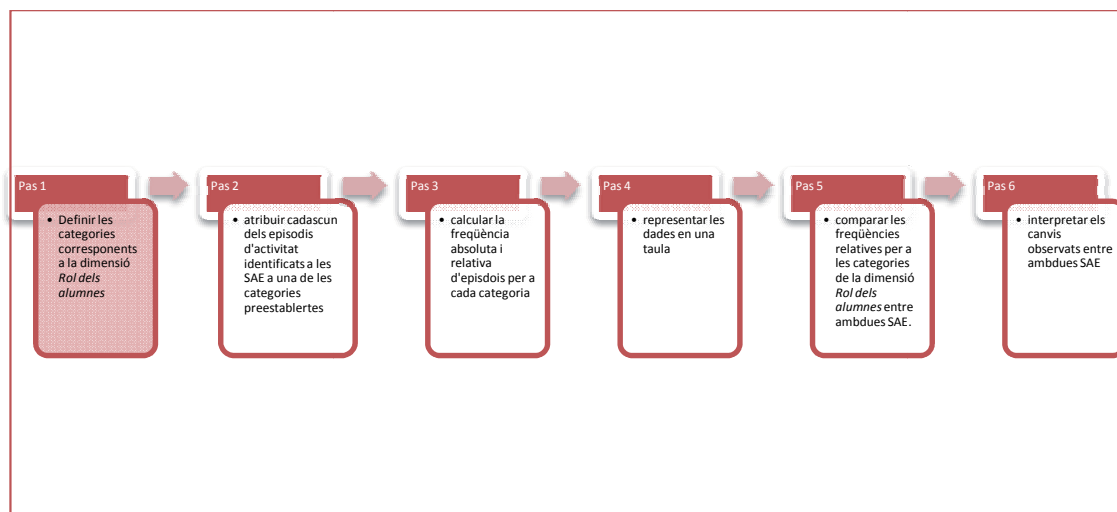 Pas 1
• Definir les
categories
corresponents
a la dimensió
Rol dels
alumnes
Pas 2
• atribuir cadascun
dels episodis
d'activitat
identificats a les
SAE a una de les
categories
preestablertes
Pas 3
• calcular la
freqüència
absoluta i
relativa
d'epidsois per a
cada categoria
Pas 4
• representar les
dades en una
taula
Pas 5
• comparar les
freqüències
relatives per a
les categories
de la dimensió
Rol dels
alumnes entre
ambdues SAE.
Pas 6
• interpretar els
canvis
observats entre
ambdues SAE